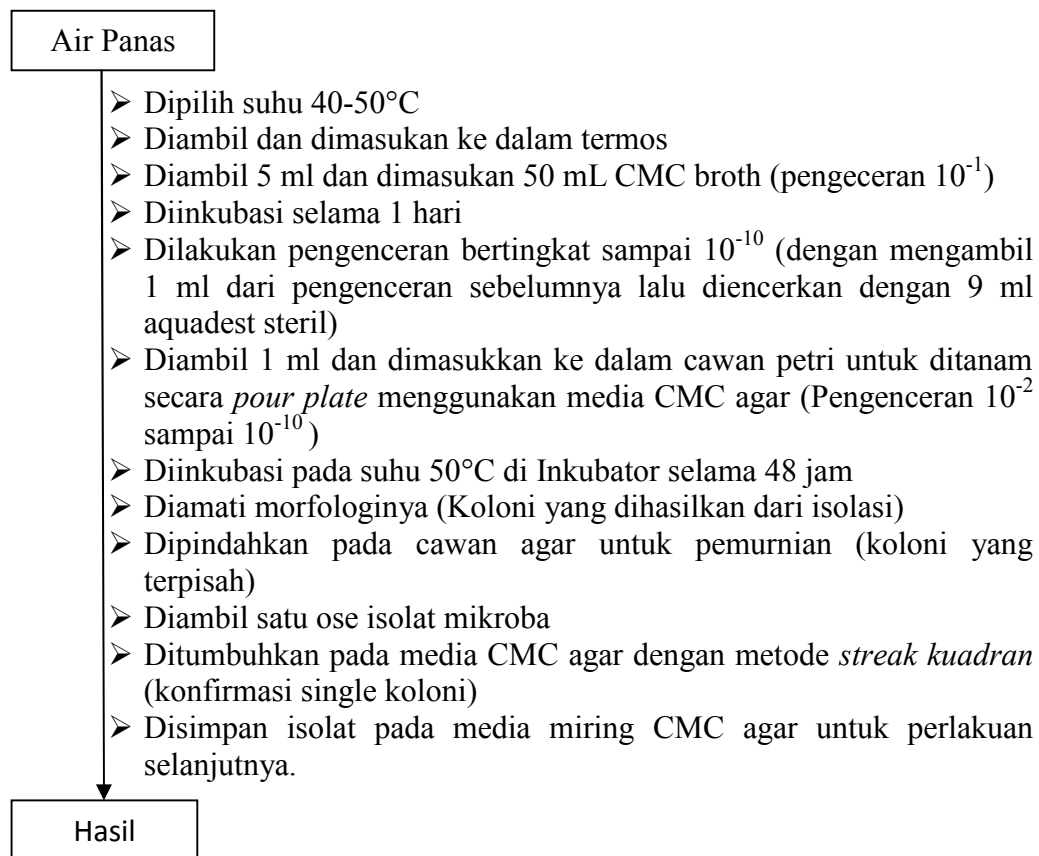 Air Panas
➢ Dipilih suhu 40-50°C
➢ Diambil dan dimasukan ke dalam termos
➢ Diambil 5 ml dan dimasukan 50 mL CMC broth (pengeceran 10⁻¹)
➢ Diinkubasi selama 1 hari
➢ Dilakukan pengenceran bertingkat sampai 10⁻¹⁰ (dengan mengambil
1 ml dari pengenceran sebelumnya lalu diencerkan dengan 9 ml
aquadest steril)
➢ Diambil 1 ml dan dimasukkan ke dalam cawan petri untuk ditanam
secara pour plate menggunakan media CMC agar (Pengenceran 10⁻²
sampai 10⁻¹⁰ )
➢ Diinkubasi pada suhu 50°C di Inkubator selama 48 jam
➢ Diamati morfologinya (Koloni yang dihasilkan dari isolasi)
➢ Dipindahkan pada cawan agar untuk pemurnian (koloni yang
terpisah)
➢ Diambil satu ose isolat mikroba
➢ Ditumbuhkan pada media CMC agar dengan metode streak kuadran
(konfirmasi single koloni)
➢ Disimpan isolat pada media miring CMC agar untuk perlakuan
selanjutnya.
Hasil